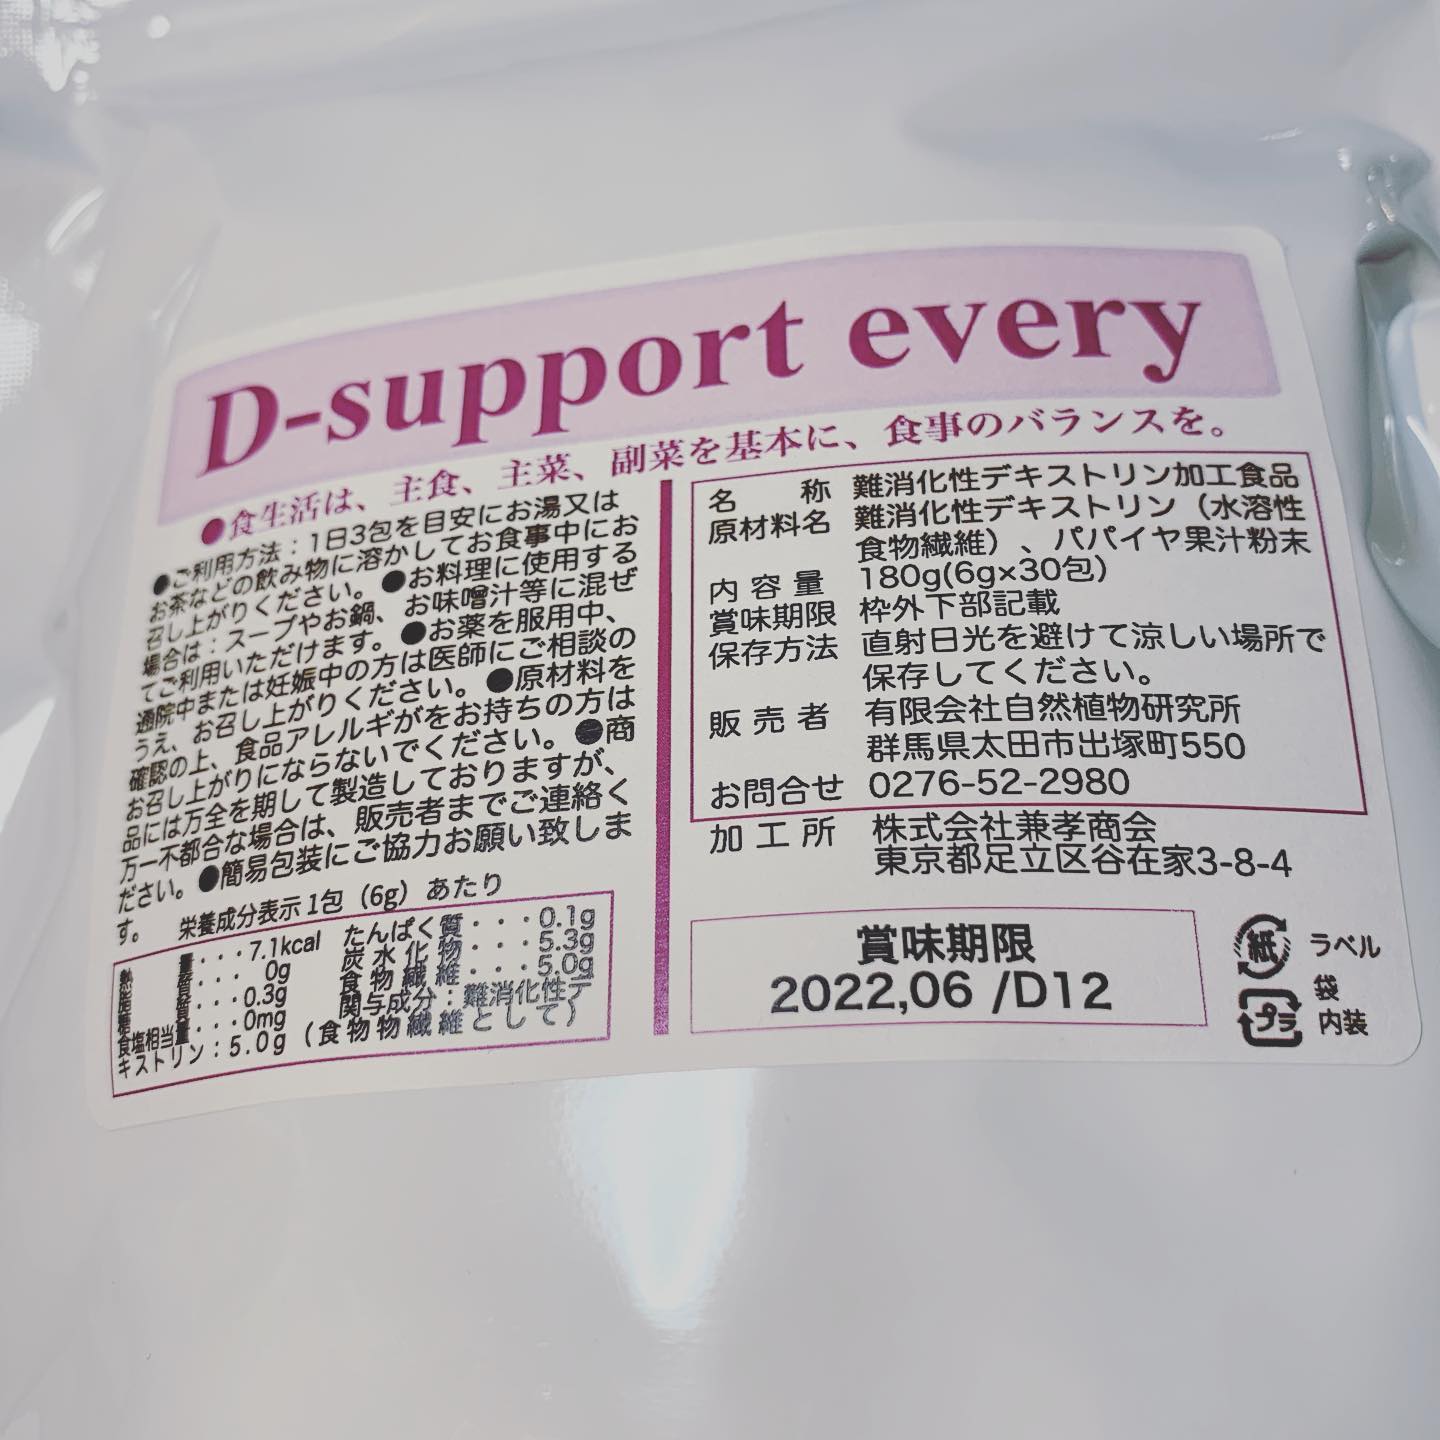 D-support every
●食生活は、主食、主菜、副菜を基本に、食事のバランスを。
●ご利用方法：1日3包を目安にお湯又は
お茶などの飲み物に溶かしてお食事中にお
召し上がりください。●お料理に使用する
場合は：スープやお鍋、お味噌汁等に混ぜ
てご利用いただけます。●お薬を服用中、
通院中または妊娠中の方は医師にご相談の
うえ、お召し上がりください。●原材料を
確認の上、食品アレルギがをお持ちの方は
お召し上がりにならないでください。●商
品には万全を期して製造しておりますが、
万一不都合な場合は、販売者までご連絡く
ださい。●簡易包装にご協力お願い致しま
す。
栄養成分表示 1包（6g）あたり
熱量・・・7.1kcal たんぱく質・・・0.1g
脂質・・・0g 炭水化物・・・5.3g
糖質・・・0.3g 食物繊維・・・5.0g
食塩相当量・・・0mg 関与成分：難消化性デ
キストリン：5.0g（食物物繊維として）
名称 難消化性デキストリン加工食品
原材料名 難消化性デキストリン（水溶性
食物繊維）、パパイヤ果汁粉末
内容量 180g(6g×30包)
賞味期限 枠外下部記載
保存方法 直射日光を避けて涼しい場所で
保存してください。
販売者 有限会社自然植物研究所
群馬県太田市出塚町550
お問合せ 0276-52-2980
加工所 株式会社兼孝商会
東京都足立区谷在家3-8-4
賞味期限
2022,06 /D12
紙 ラベル
プラ 袋
内装